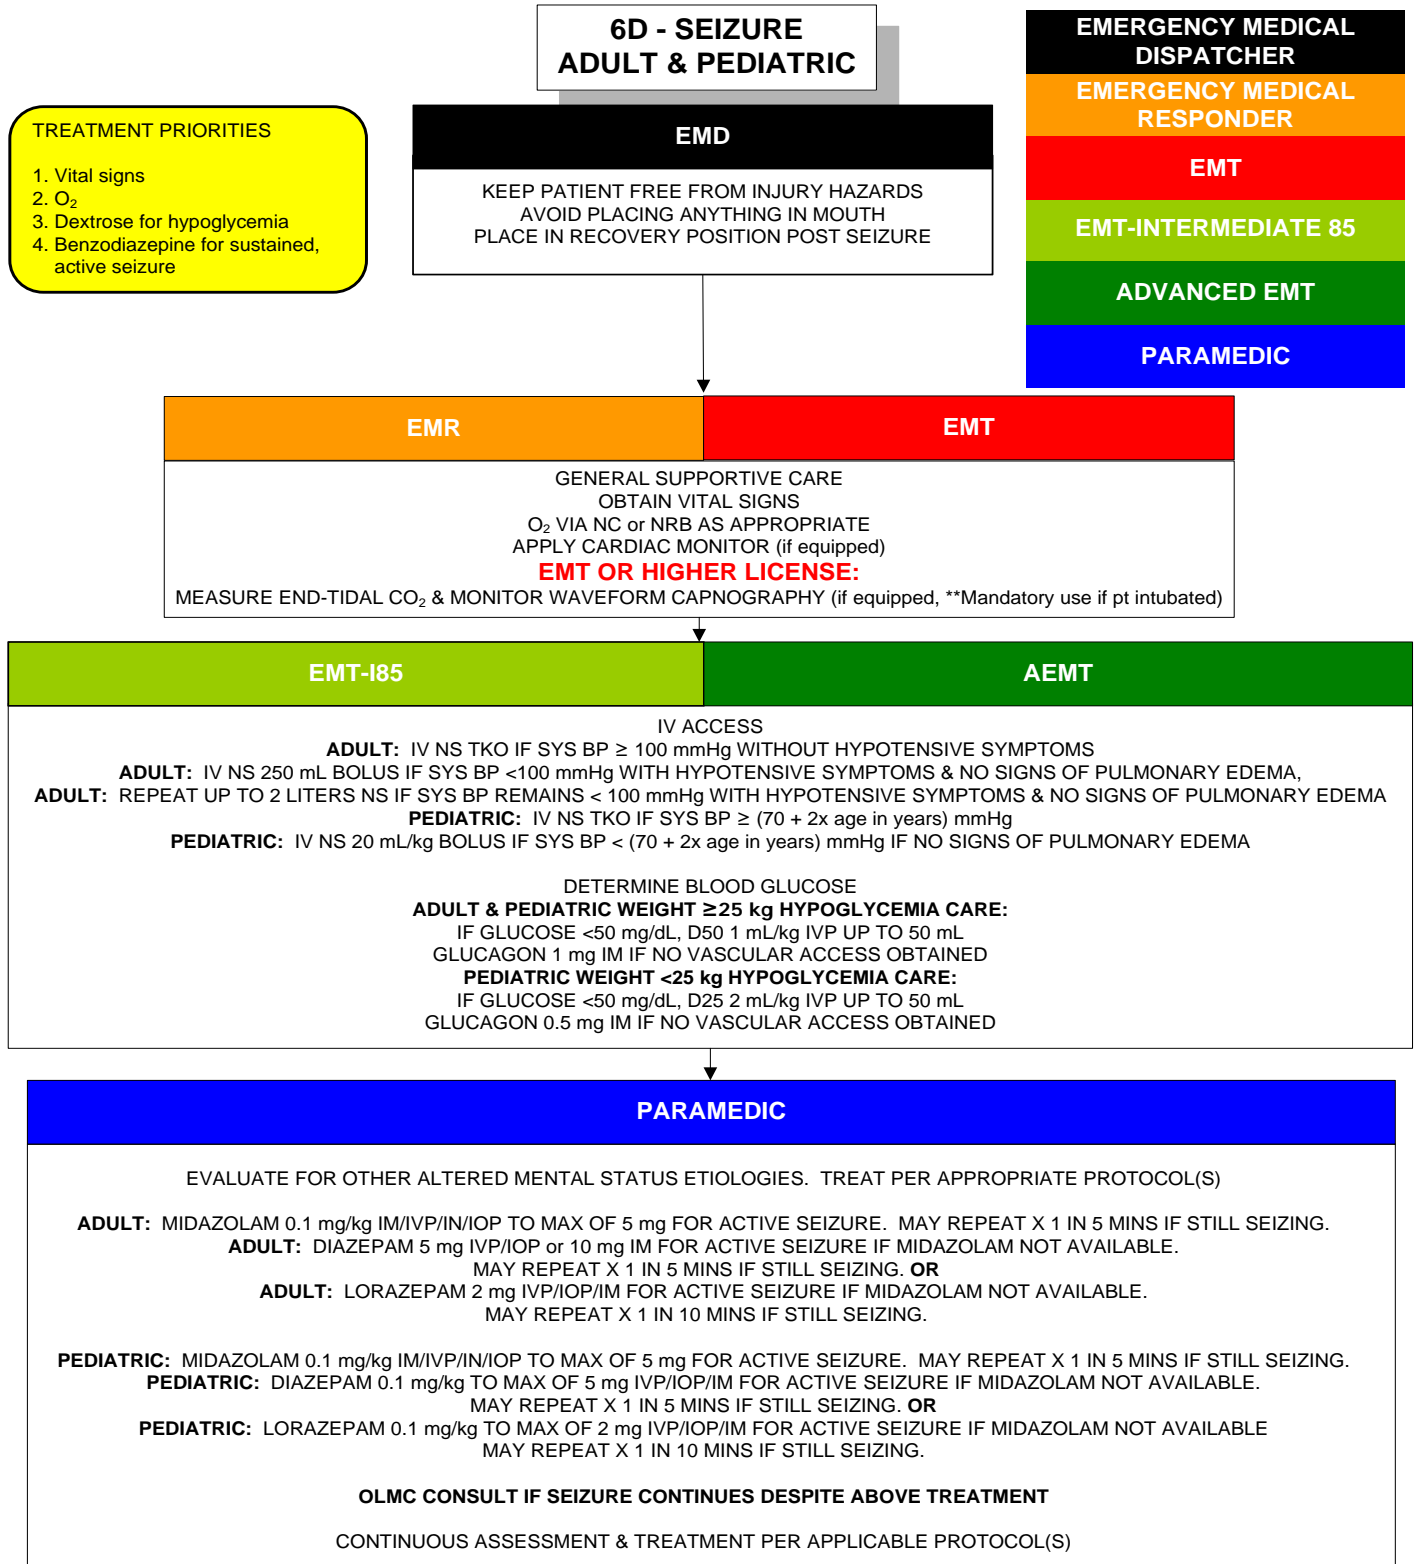 6D - SEIZURE
ADULT & PEDIATRIC
EMERGENCY MEDICAL
DISPATCHER
EMERGENCY MEDICAL
RESPONDER
EMT
EMT-INTERMEDIATE 85
ADVANCED EMT
PARAMEDIC
TREATMENT PRIORITIES
1. Vital signs
2. O₂
3. Dextrose for hypoglycemia
4. Benzodiazepine for sustained,
active seizure
EMD
KEEP PATIENT FREE FROM INJURY HAZARDS
AVOID PLACING ANYTHING IN MOUTH
PLACE IN RECOVERY POSITION POST SEIZURE
EMR
EMT
GENERAL SUPPORTIVE CARE
OBTAIN VITAL SIGNS
O₂ VIA NC or NRB AS APPROPRIATE
APPLY CARDIAC MONITOR (if equipped)
EMT OR HIGHER LICENSE:
MEASURE END-TIDAL CO₂ & MONITOR WAVEFORM CAPNOGRAPHY (if equipped, **Mandatory use if pt intubated)
EMT-I85
AEMT
IV ACCESS
ADULT: IV NS TKO IF SYS BP ≥ 100 mmHg WITHOUT HYPOTENSIVE SYMPTOMS
ADULT: IV NS 250 mL BOLUS IF SYS BP <100 mmHg WITH HYPOTENSIVE SYMPTOMS & NO SIGNS OF PULMONARY EDEMA,
ADULT: REPEAT UP TO 2 LITERS NS IF SYS BP REMAINS < 100 mmHg WITH HYPOTENSIVE SYMPTOMS & NO SIGNS OF PULMONARY EDEMA
PEDIATRIC: IV NS TKO IF SYS BP ≥ (70 + 2x age in years) mmHg
PEDIATRIC: IV NS 20 mL/kg BOLUS IF SYS BP < (70 + 2x age in years) mmHg IF NO SIGNS OF PULMONARY EDEMA
DETERMINE BLOOD GLUCOSE
ADULT & PEDIATRIC WEIGHT ≥25 kg HYPOGLYCEMIA CARE:
IF GLUCOSE <50 mg/dL, D50 1 mL/kg IVP UP TO 50 mL
GLUCAGON 1 mg IM IF NO VASCULAR ACCESS OBTAINED
PEDIATRIC WEIGHT <25 kg HYPOGLYCEMIA CARE:
IF GLUCOSE <50 mg/dL, D25 2 mL/kg IVP UP TO 50 mL
GLUCAGON 0.5 mg IM IF NO VASCULAR ACCESS OBTAINED
PARAMEDIC
EVALUATE FOR OTHER ALTERED MENTAL STATUS ETIOLOGIES. TREAT PER APPROPRIATE PROTOCOL(S)
ADULT: MIDAZOLAM 0.1 mg/kg IM/IVP/IN/IOP TO MAX OF 5 mg FOR ACTIVE SEIZURE. MAY REPEAT X 1 IN 5 MINS IF STILL SEIZING.
ADULT: DIAZEPAM 5 mg IVP/IOP or 10 mg IM FOR ACTIVE SEIZURE IF MIDAZOLAM NOT AVAILABLE.
MAY REPEAT X 1 IN 5 MINS IF STILL SEIZING. OR
ADULT: LORAZEPAM 2 mg IVP/IOP/IM FOR ACTIVE SEIZURE IF MIDAZOLAM NOT AVAILABLE.
MAY REPEAT X 1 IN 10 MINS IF STILL SEIZING.
PEDIATRIC: MIDAZOLAM 0.1 mg/kg IM/IVP/IN/IOP TO MAX OF 5 mg FOR ACTIVE SEIZURE. MAY REPEAT X 1 IN 5 MINS IF STILL SEIZING.
PEDIATRIC: DIAZEPAM 0.1 mg/kg TO MAX OF 5 mg IVP/IOP/IM FOR ACTIVE SEIZURE IF MIDAZOLAM NOT AVAILABLE.
MAY REPEAT X 1 IN 5 MINS IF STILL SEIZING. OR
PEDIATRIC: LORAZEPAM 0.1 mg/kg TO MAX OF 2 mg IVP/IOP/IM FOR ACTIVE SEIZURE IF MIDAZOLAM NOT AVAILABLE
MAY REPEAT X 1 IN 10 MINS IF STILL SEIZING.
OLMC CONSULT IF SEIZURE CONTINUES DESPITE ABOVE TREATMENT
CONTINUOUS ASSESSMENT & TREATMENT PER APPLICABLE PROTOCOL(S)